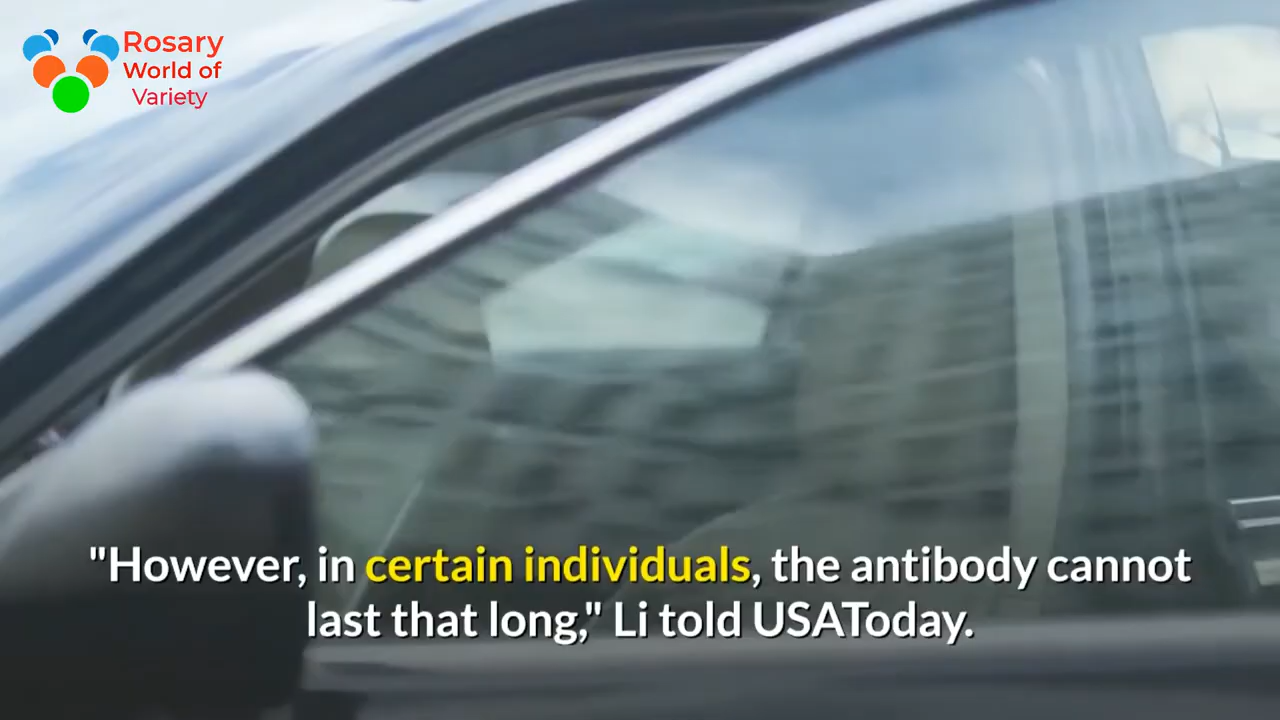 Rosary
World of
Variety
"However, in certain individuals, the antibody cannot
last that long," Li told USAToday.